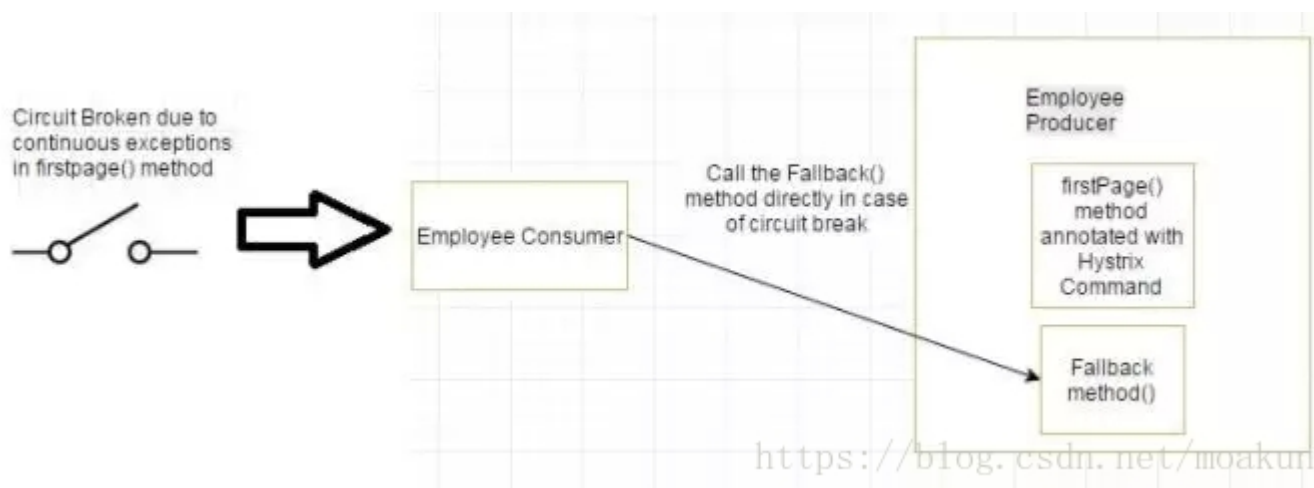 Circuit Broken due to
continuous exceptions
in firstpage() method
Employee Consumer
Call the Fallback()
method directly in case
of circuit break
Employee
Producer
firstPage()
method
annotated with
Hystrix
Command
Fallback
method()
https://blog.csdn.net/moakun